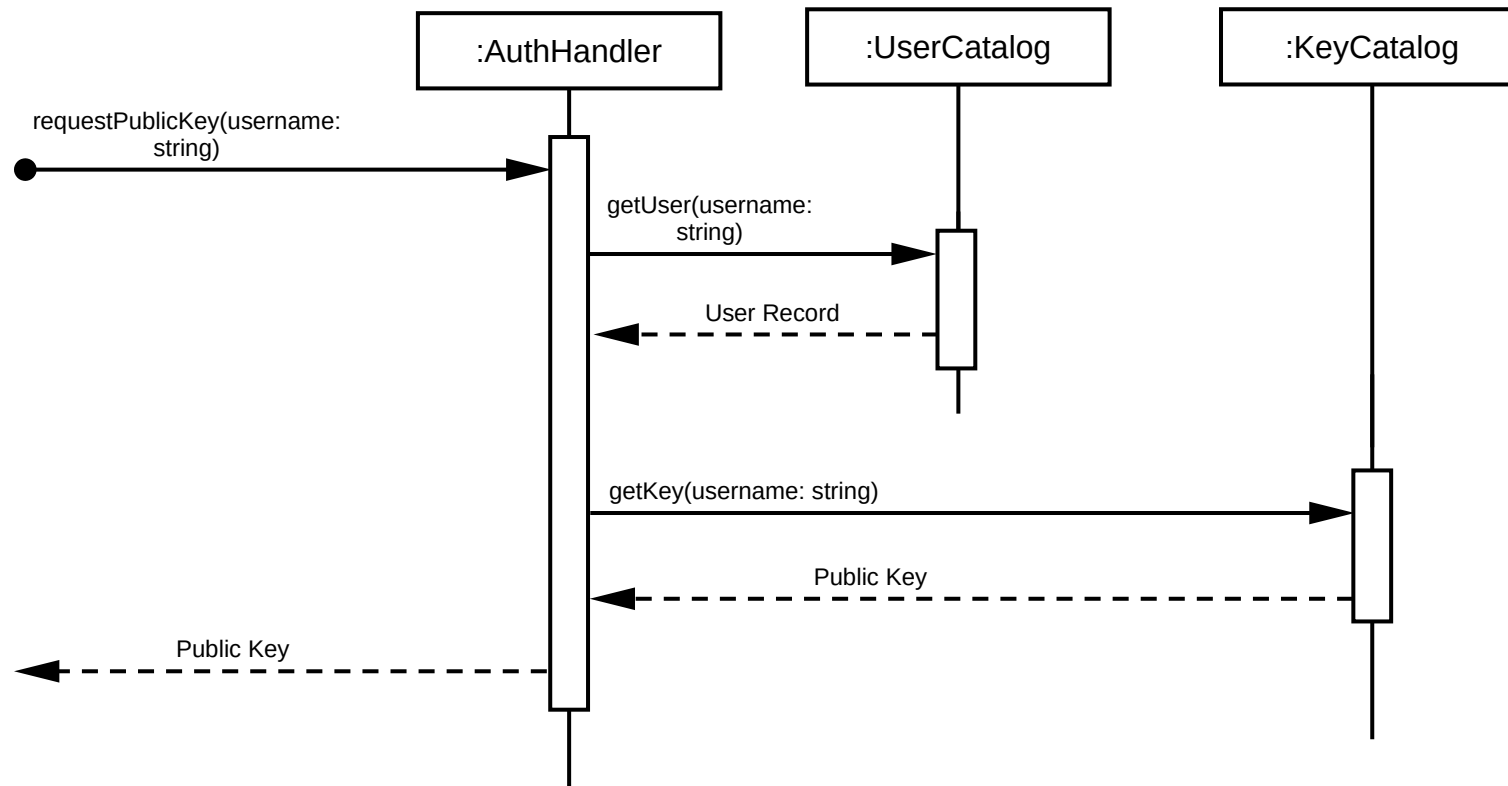 :AuthHandler
:UserCatalog
:KeyCatalog
requestPublicKey(username:
string)
getUser(username:
string)
User Record
getKey(username: string)
Public Key
Public Key